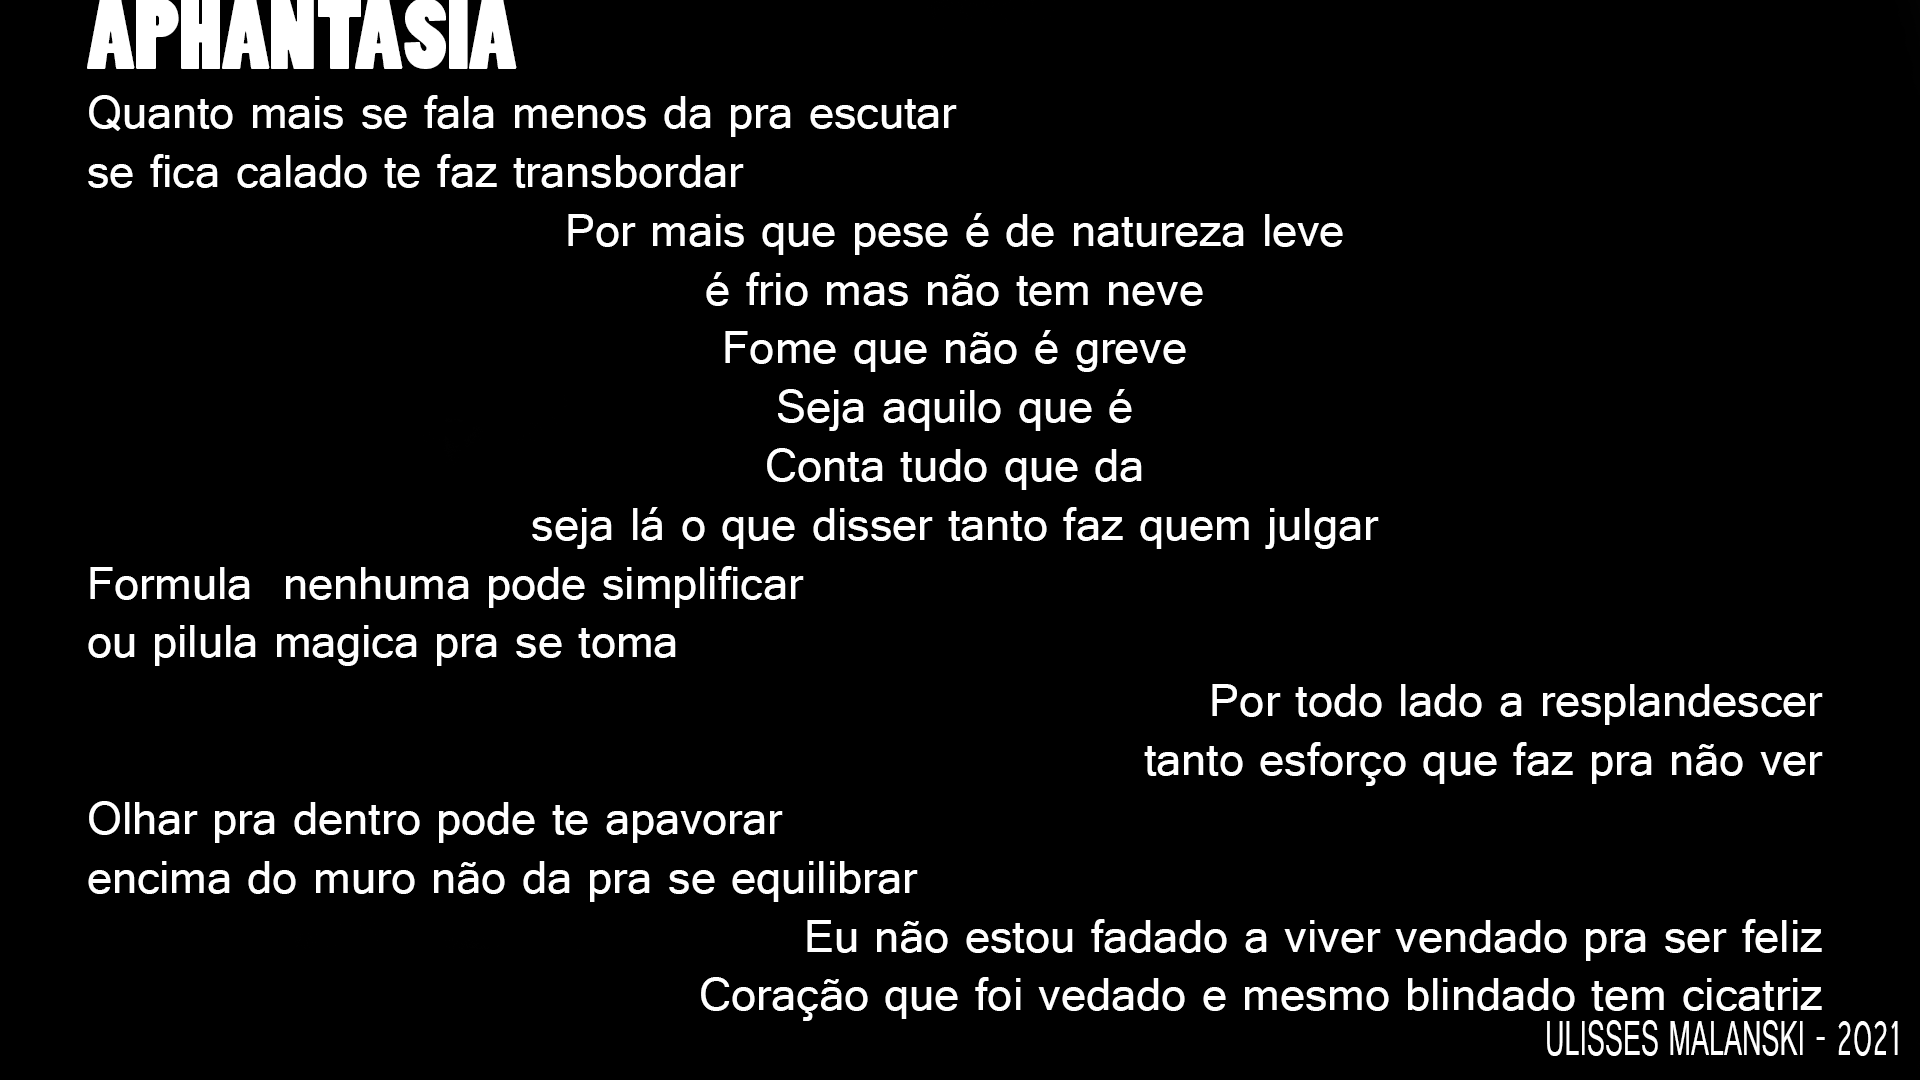 APHANTASIA
Quanto mais se fala menos da pra escutar
se fica calado te faz transbordar
Por mais que pese é de natureza leve
é frio mas não tem neve
Fome que não é greve
Seja aquilo que é
Conta tudo que da
seja lá o que disser tanto faz quem julgar
Formula  nenhuma pode simplificar
ou pilula magica pra se toma
Por todo lado a resplandescer
tanto esforço que faz pra não ver
Olhar pra dentro pode te apavorar
encima do muro não da pra se equilibrar
Eu não estou fadado a viver vendado pra ser feliz
Coração que foi vedado e mesmo blindado tem cicatriz
ULISSES MALANSKI - 2021